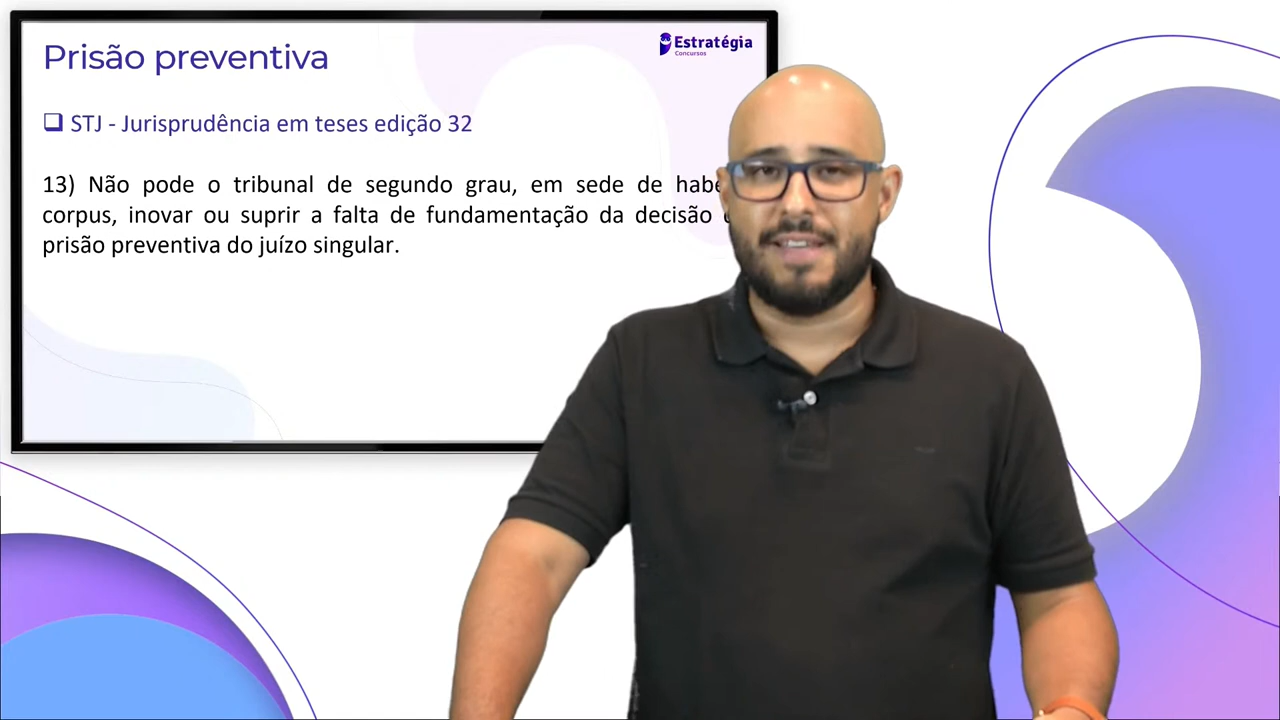 Prisão preventiva
Estratégia
Concursos
❑ STJ - Jurisprudência em teses edição 32
13) Não pode o tribunal de segundo grau, em sede de
corpus, inovar ou suprir a falta de fundamentação da decisão
prisão preventiva do juízo singular.